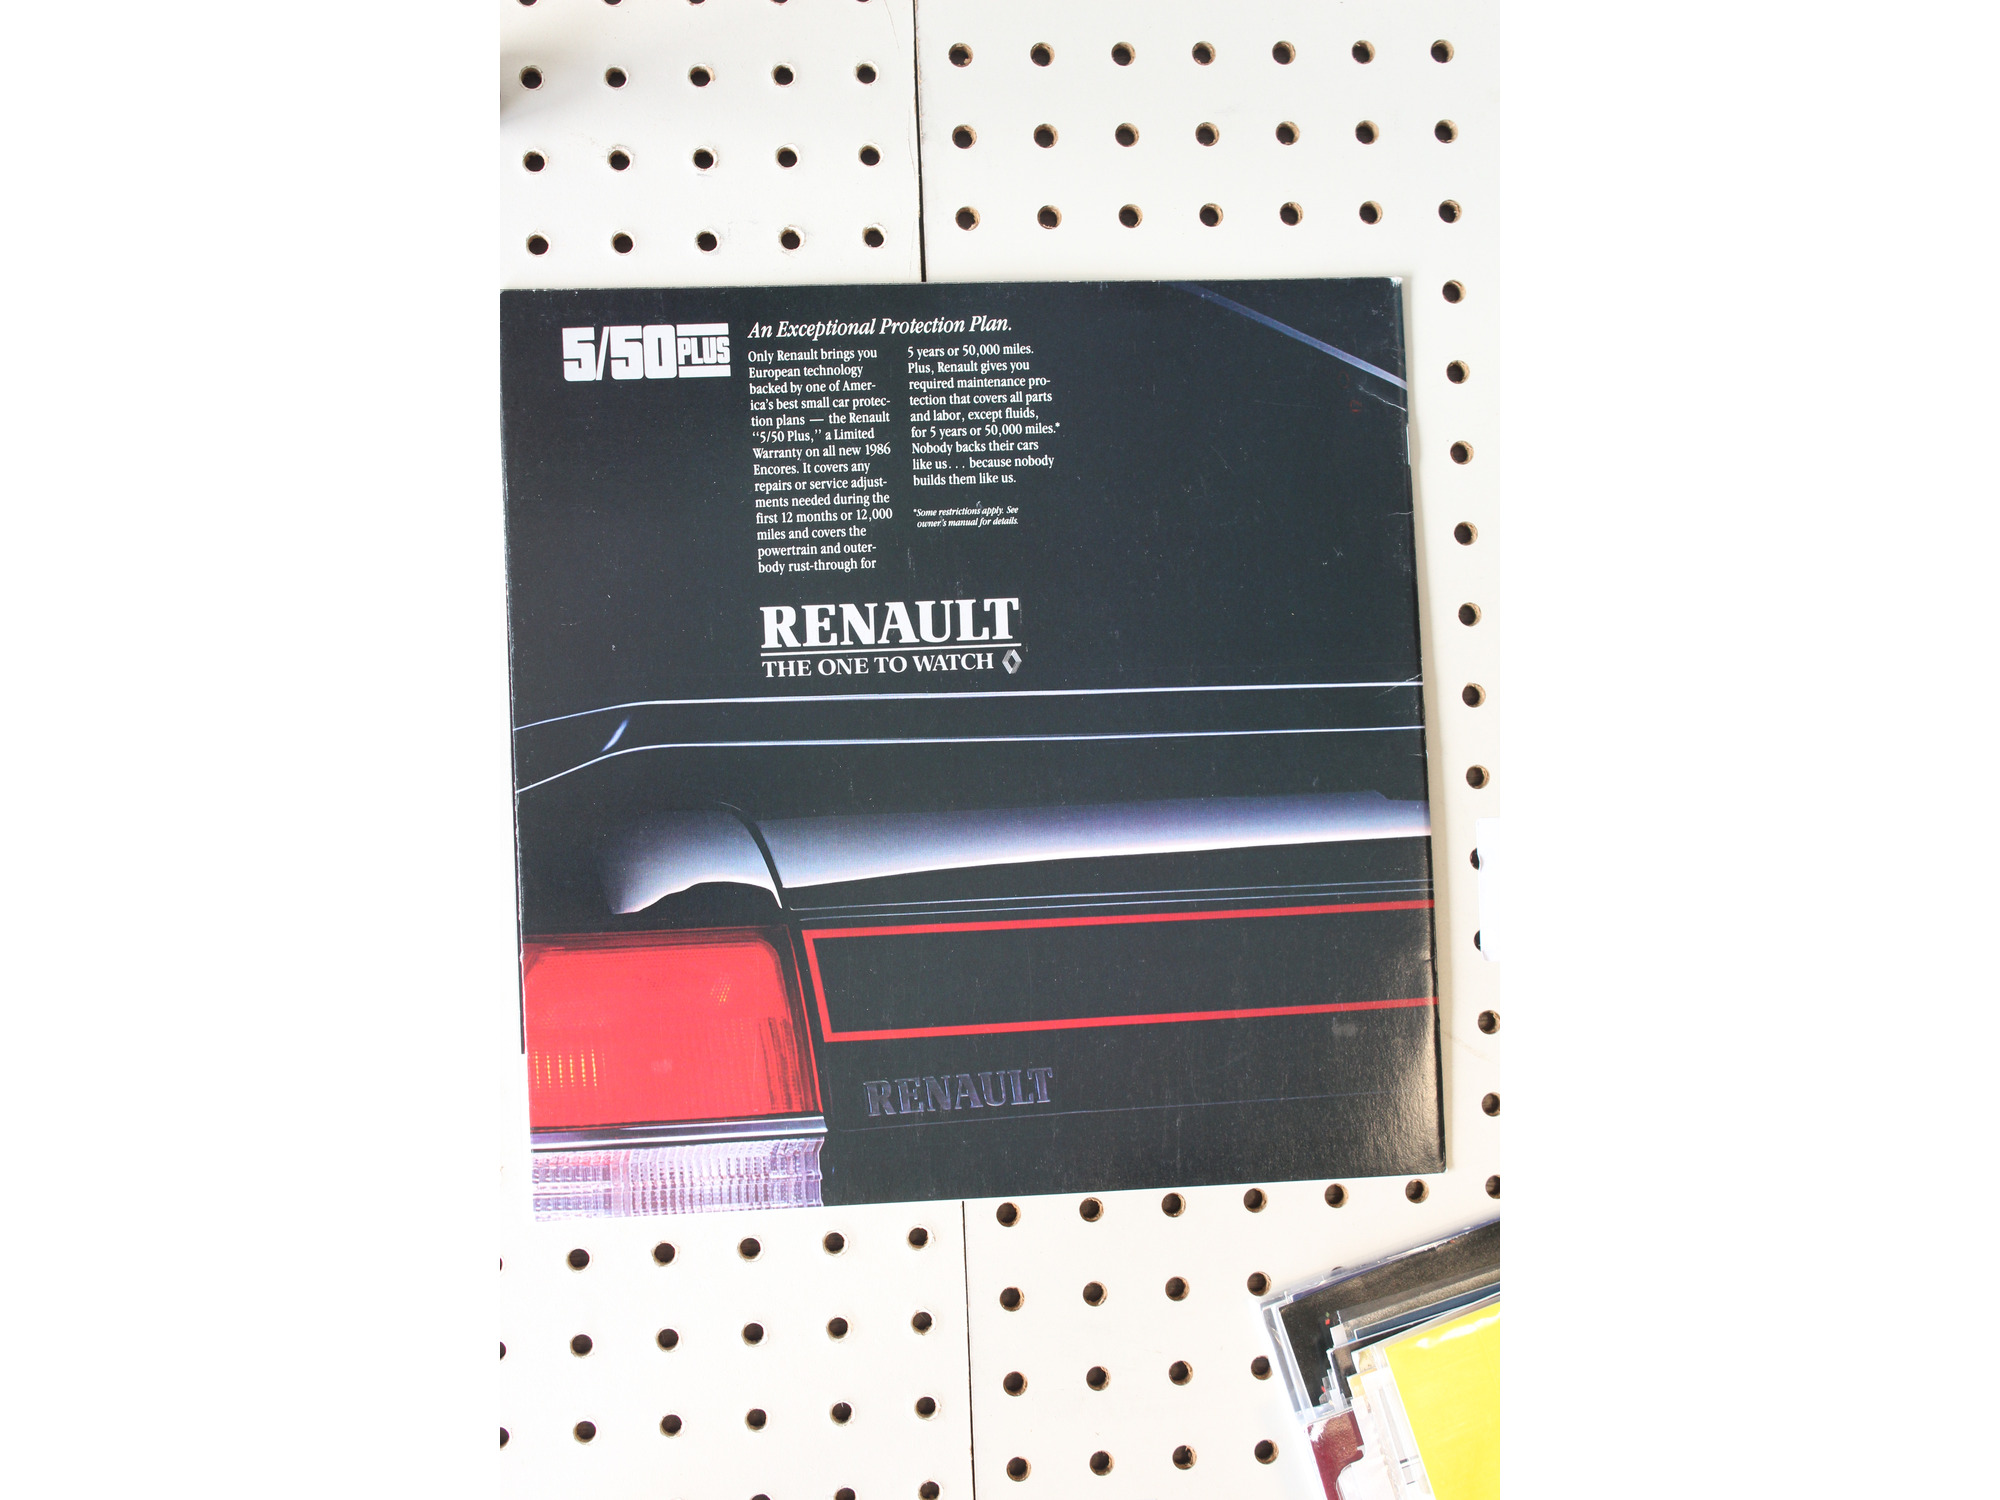 5/50 PLUS
An Exceptional Protection Plan.
Only Renault brings you
European technology
backed by one of Amer-
ica's best small car protec-
tion plans — the Renault
"5/50 Plus," a Limited
Warranty on all new 1986
Encores. It covers any
repairs or service adjust-
ments needed during the
first 12 months or 12,000
miles and covers the
powertrain and outer-
body rust-through for
5 years or 50,000 miles.
Plus, Renault gives you
required maintenance pro-
tection that covers all parts
and labor, except fluids,
for 5 years or 50,000 miles.*
Nobody backs their cars
like us... because nobody
builds them like us.
*Some restrictions apply. See
owner's manual for details.
RENAULT
THE ONE TO WATCH
RENAULT